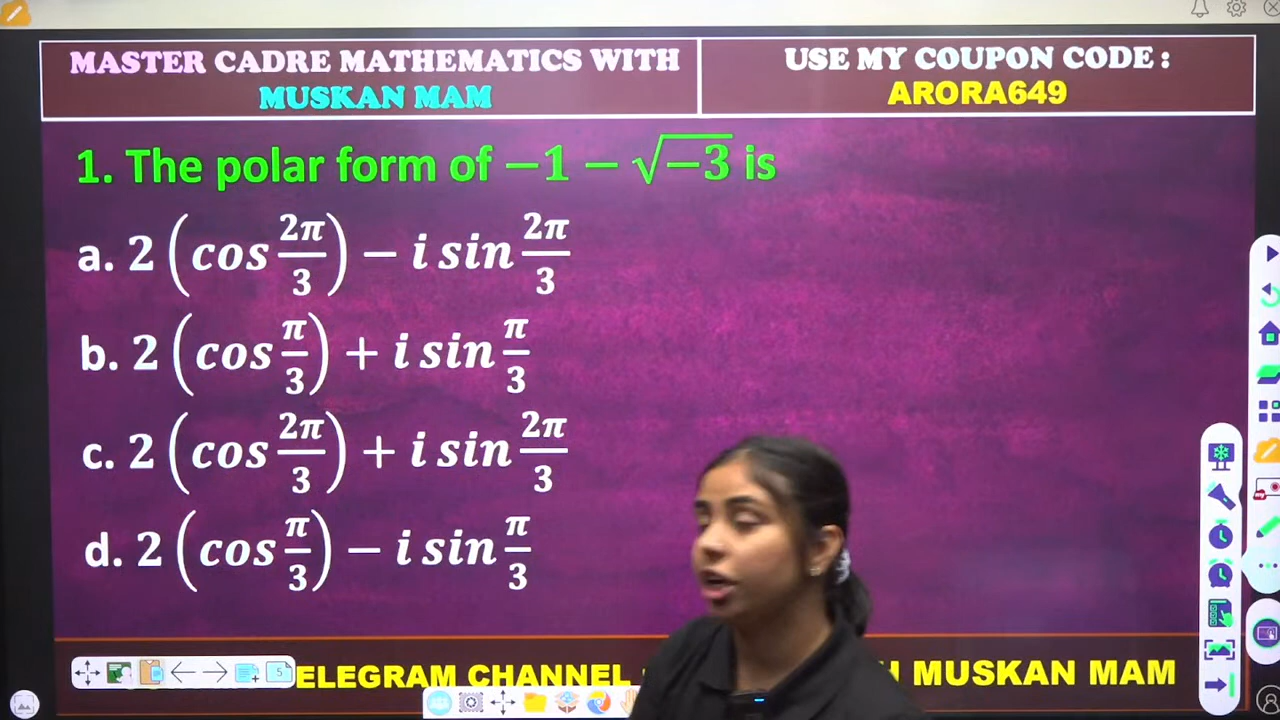 MASTER CADRE MATHEMATICS WITH
MUSKAN MAM
USE MY COUPON CODE :
ARORA649
1. The polar form of −1 − √−3 is
a. 2 (cos 2π/3) − i sin 2π/3
b. 2 (cos π/3) + i sin π/3
c. 2 (cos 2π/3) + i sin 2π/3
d. 2 (cos π/3) − i sin π/3
5
ELEGRAM CHANNEL
MUSKAN MAM